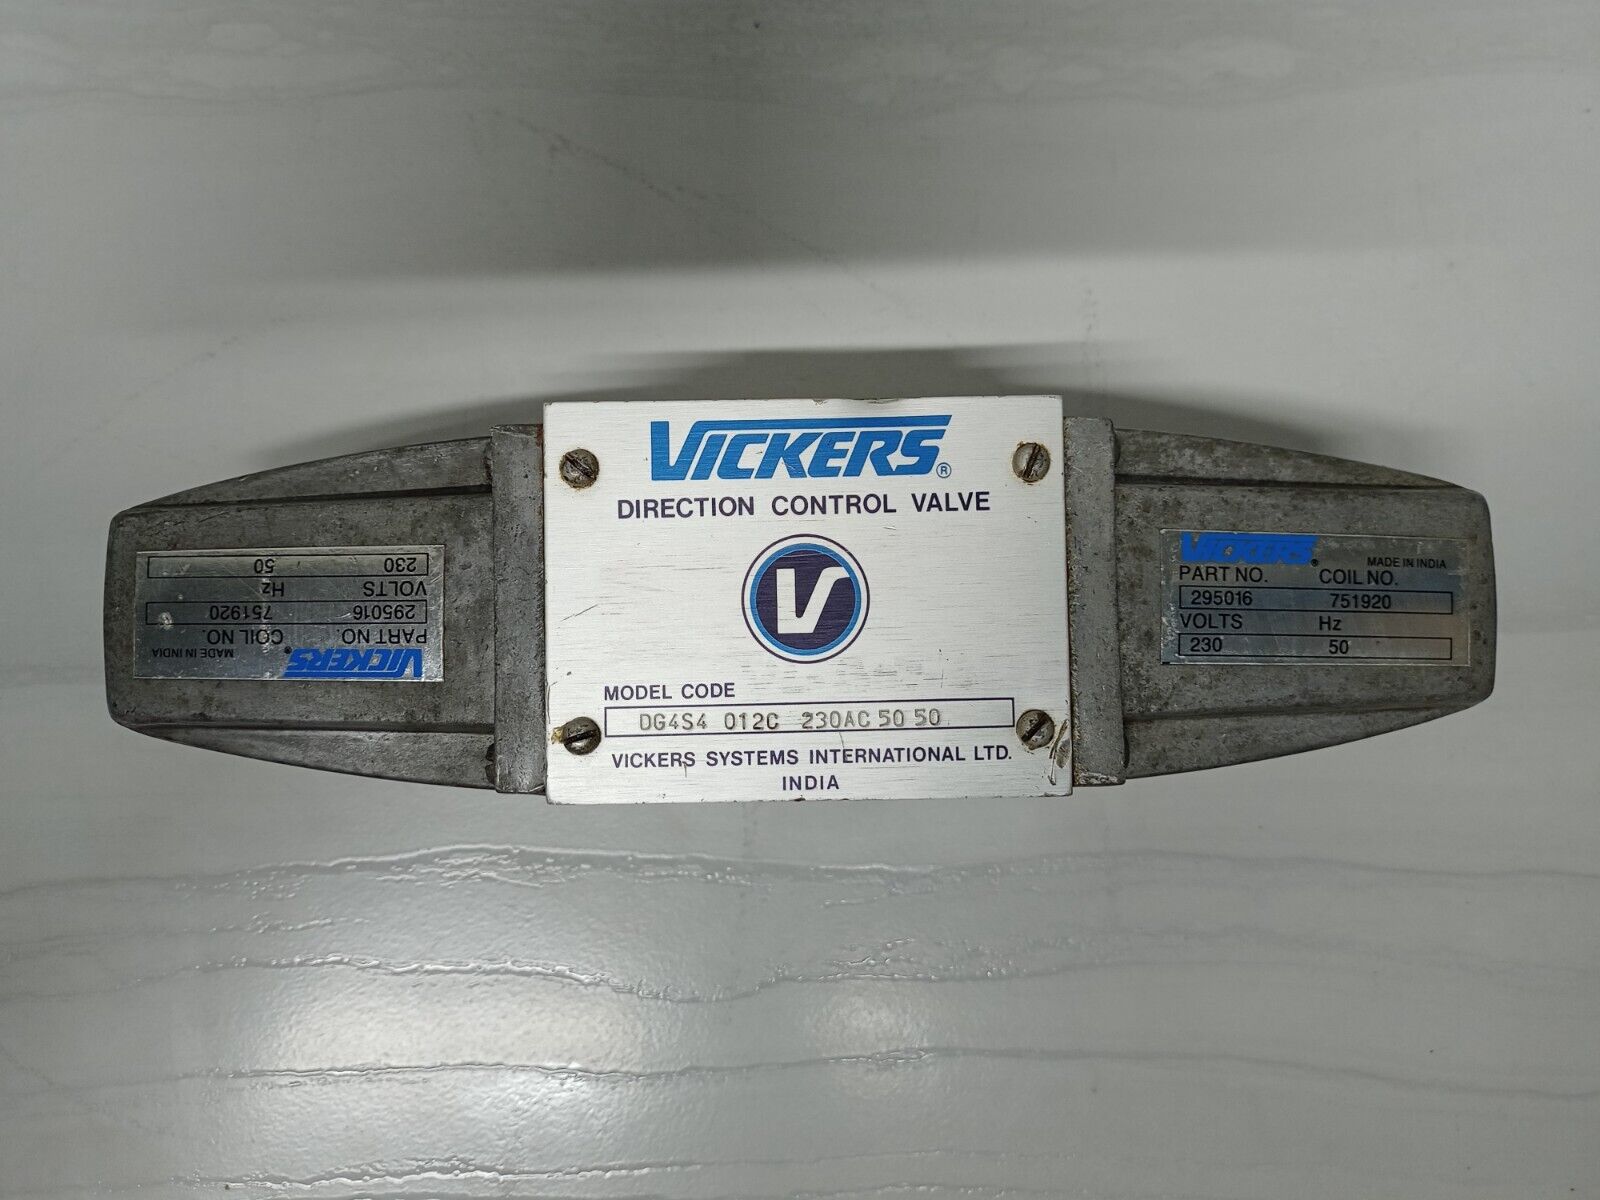 VICKERS®
DIRECTION CONTROL VALVE
V
MODEL CODE
DG4S4 012C 230AC 50 50
VICKERS SYSTEMS INTERNATIONAL LTD.
INDIA
VICKERS® MADE IN INDIA
PART NO. COIL NO.
295016 751920
VOLTS Hz
230 50
VICKERS® MADE IN INDIA
PART NO. COIL NO.
295016 751920
VOLTS Hz
230 50